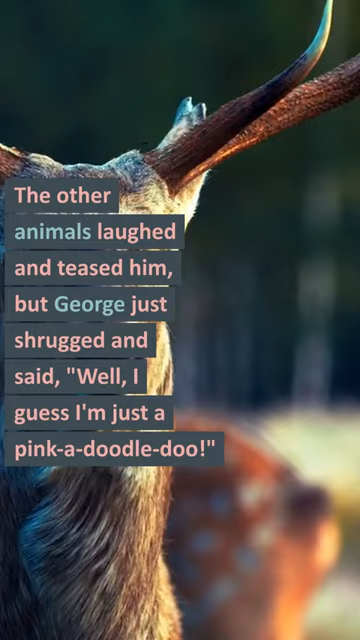 The other
animals laughed
and teased him,
but George just
shrugged and
said, "Well, I
guess I'm just a
pink-a-doodle-doo!"